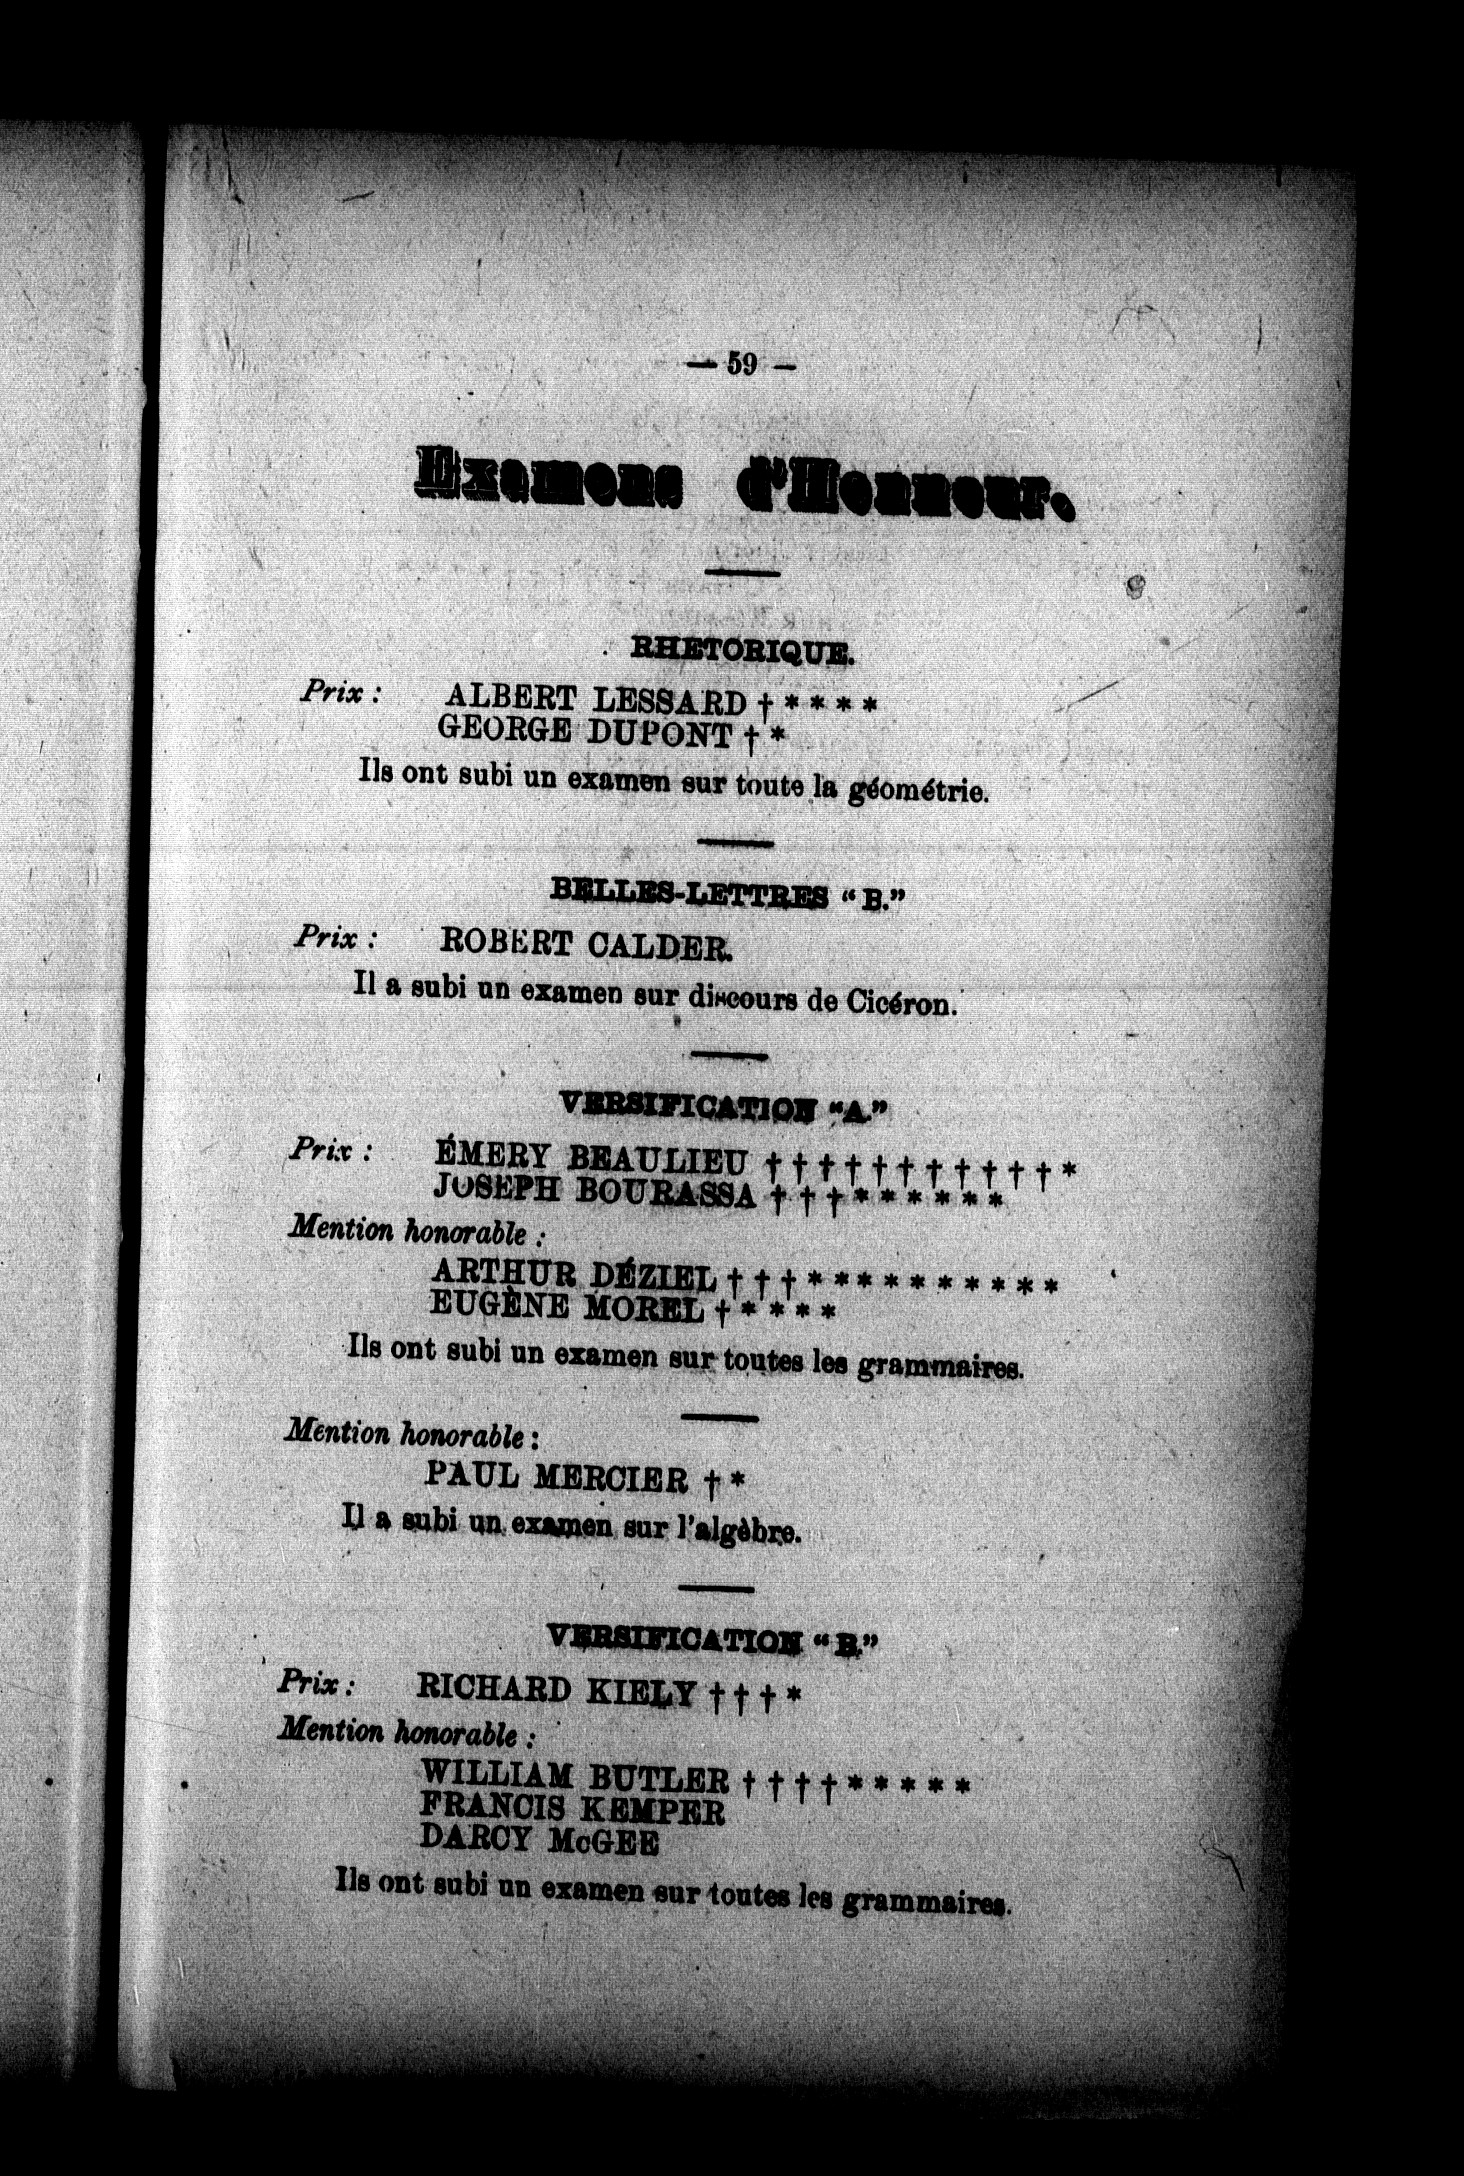 — 59 —
Examens d'Honneur.
RHETORIQUE.
Prix : ALBERT LESSARD † * * * *
GEORGE DUPONT † *
Ils ont subi un examen sur toute la géométrie.
BELLES-LETTRES “B.”
Prix : ROBERT CALDER.
Il a subi un examen sur discours de Cicéron.
VERSIFICATION “A.”
Prix : ÉMERY BEAULIEU † † † † † † † † † † † *
JOSEPH BOURASSA † † † * * * * * *
Mention honorable :
ARTHUR DÉZIEL † † † * * * * * * * * * *
EUGÈNE MOREL † * * * *
Ils ont subi un examen sur toutes les grammaires.
Mention honorable :
PAUL MERCIER † *
Il a subi un examen sur l'algèbre.
VERSIFICATION “B.”
Prix : RICHARD KIELY † † † *
Mention honorable :
WILLIAM BUTLER † † † † * * * * *
FRANCIS KEMPER
DARCY McGEE
Ils ont subi un examen sur toutes les grammaires.